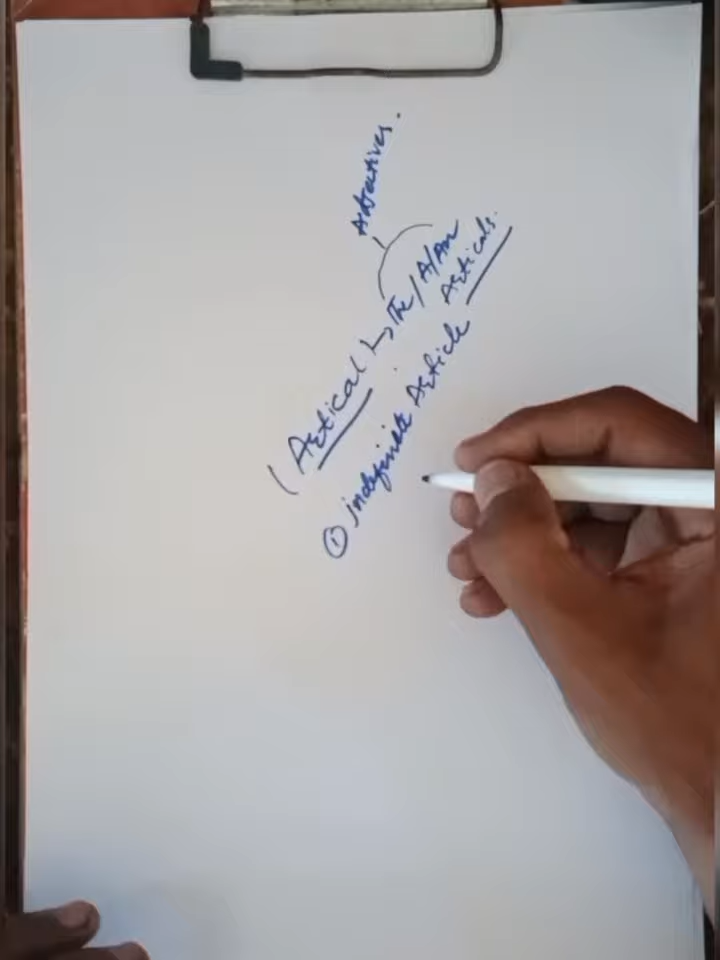 Adjectives.
(Artical) → The / A/An
Articals.
① indefinite Article